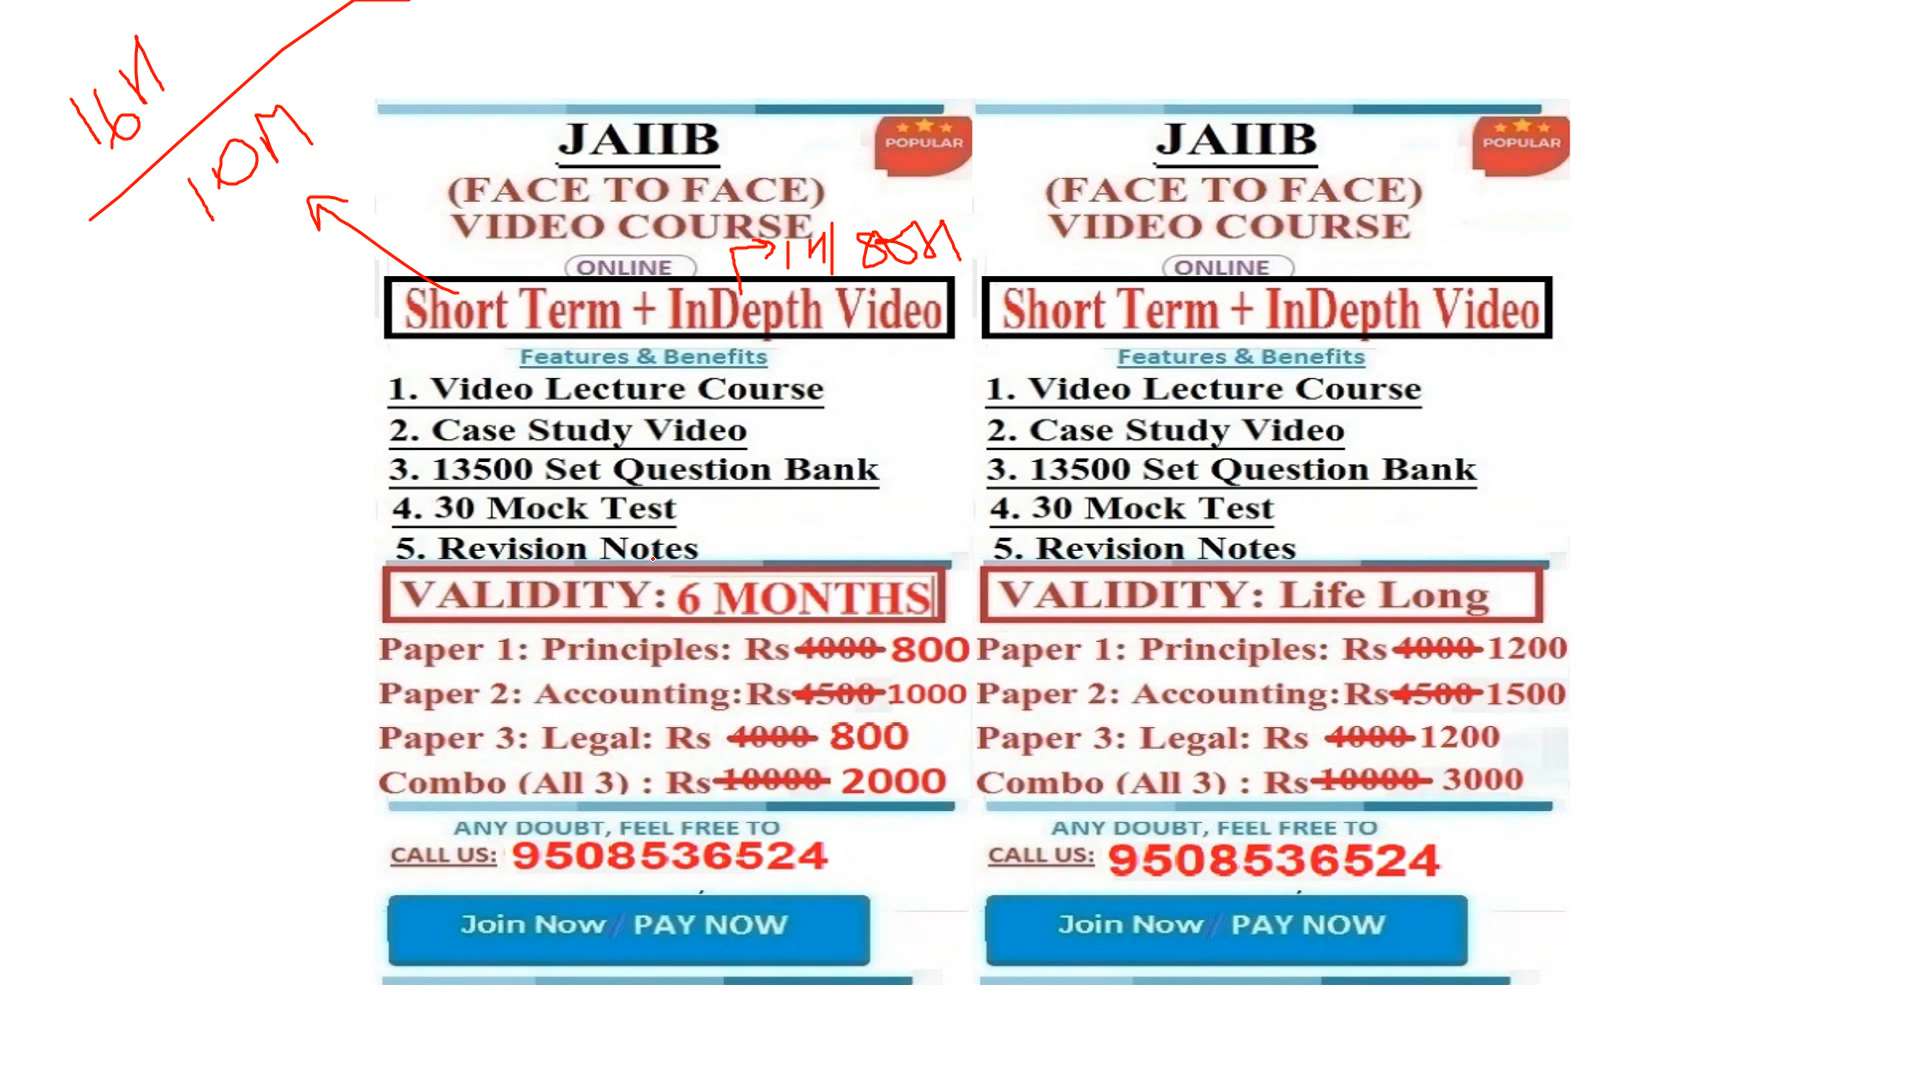 16M
10M
JAIIB
POPULAR
(FACE TO FACE)
VIDEO COURSE
ONLINE
Short Term + InDepth Video
Features & Benefits
1. Video Lecture Course
2. Case Study Video
3. 13500 Set Question Bank
4. 30 Mock Test
5. Revision Notes
VALIDITY: 6 MONTHS
Paper 1: Principles: Rs 4000 800
Paper 2: Accounting:Rs 4500 1000
Paper 3: Legal: Rs 4000 800
Combo (All 3) : Rs 10000 2000
ANY DOUBT, FEEL FREE TO
CALL US: 9508536524
Join Now / PAY NOW
JAIIB
POPULAR
(FACE TO FACE)
VIDEO COURSE
ONLINE
Short Term + InDepth Video
Features & Benefits
1. Video Lecture Course
2. Case Study Video
3. 13500 Set Question Bank
4. 30 Mock Test
5. Revision Notes
VALIDITY: Life Long
Paper 1: Principles: Rs 4000 1200
Paper 2: Accounting:Rs 4500 1500
Paper 3: Legal: Rs 4000 1200
Combo (All 3) : Rs 10000 3000
ANY DOUBT, FEEL FREE TO
CALL US: 9508536524
Join Now / PAY NOW